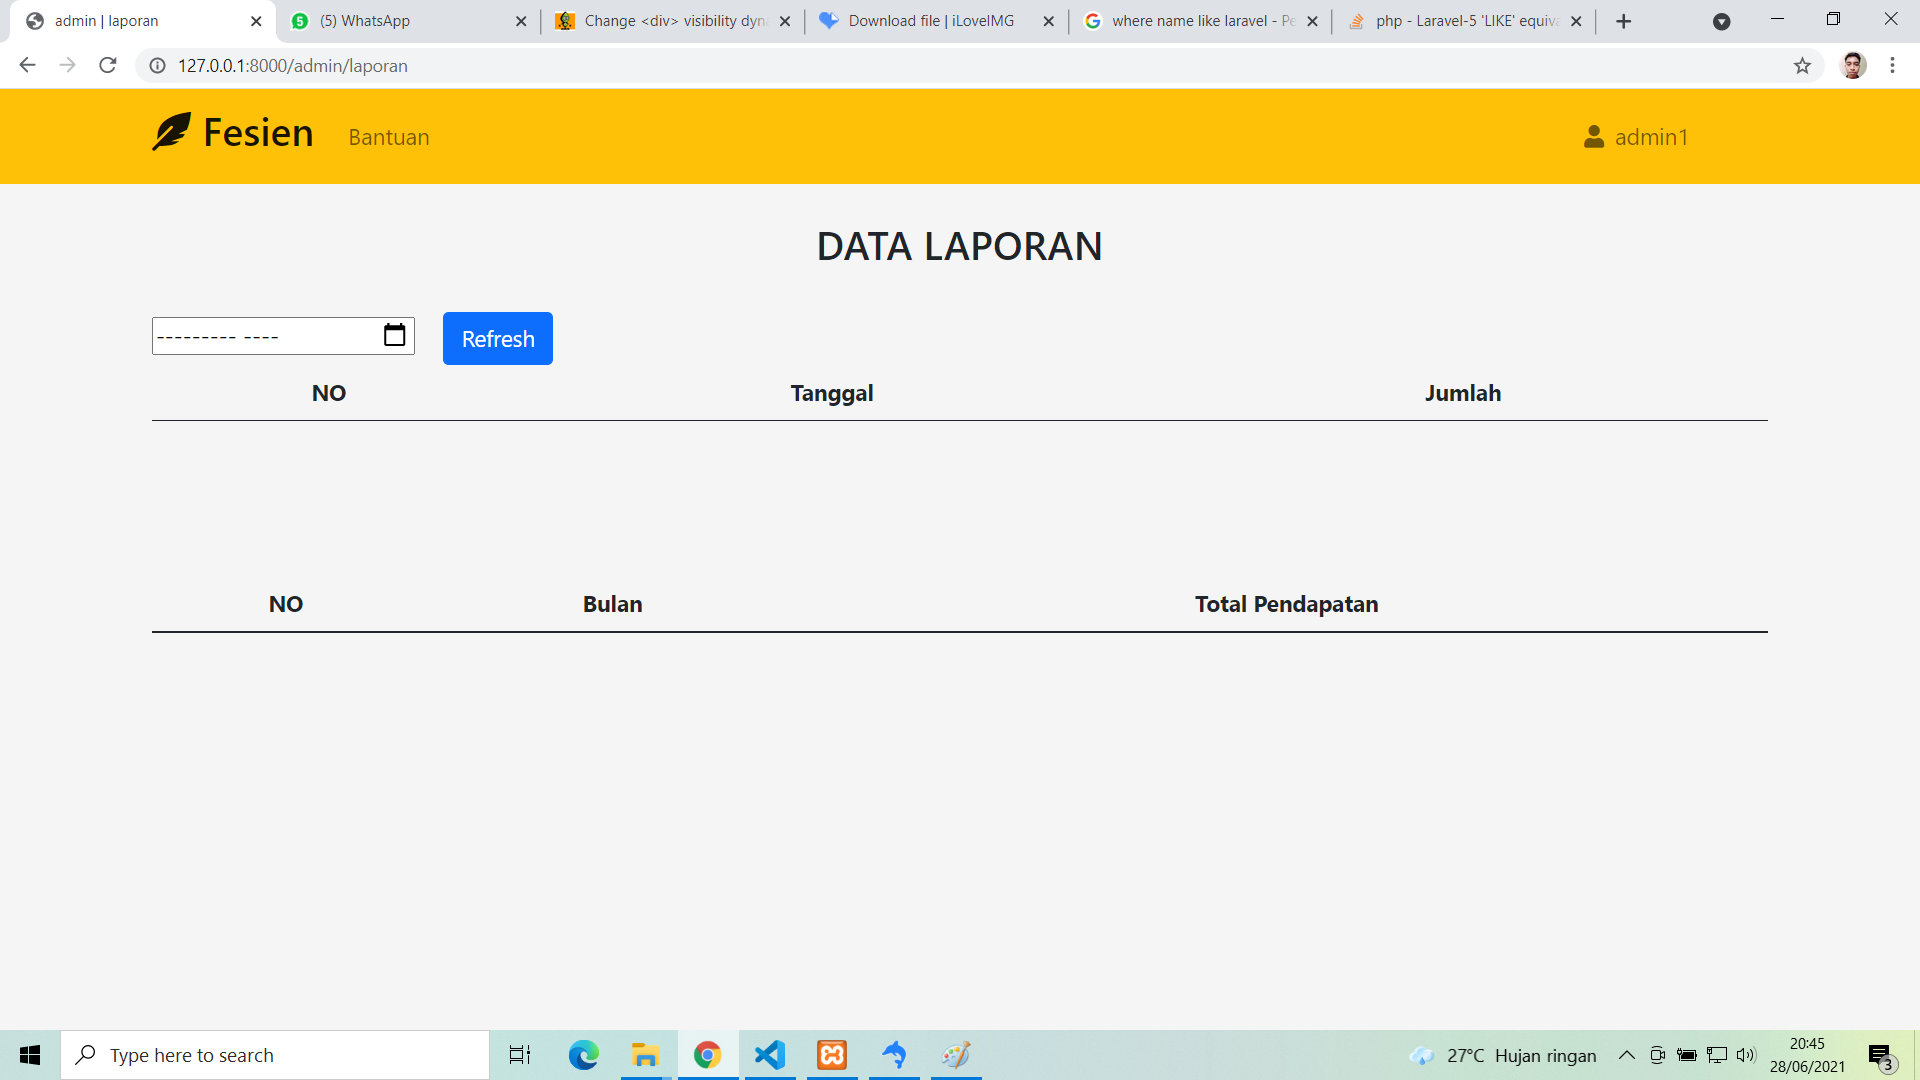 admin | laporan
(5) WhatsApp
Change <div> visibility dyn
Download file | iLoveIMG
where name like laravel - Pe
php - Laravel-5 'LIKE' equiva
127.0.0.1:8000/admin/laporan
Fesien
Bantuan
admin1
DATA LAPORAN
--------- ----
Refresh
NO Tanggal Jumlah
NO Bulan Total Pendapatan
Type here to search
27°C Hujan ringan
20:45
28/06/2021
3